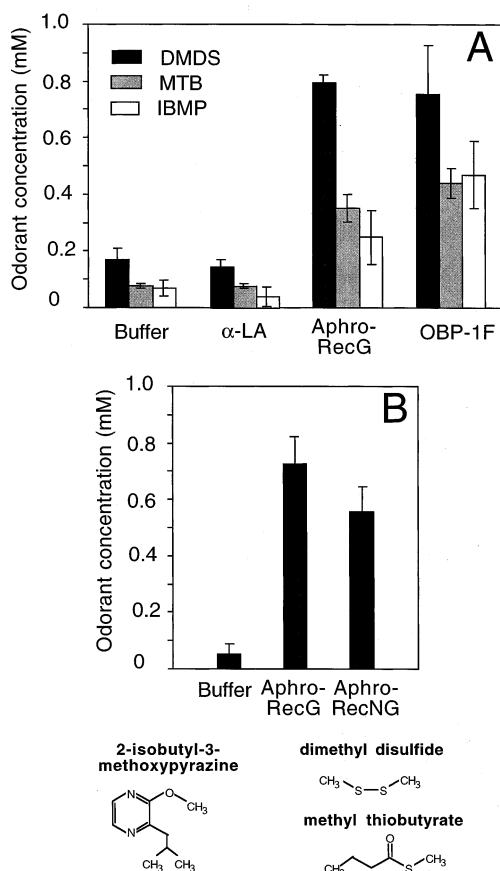 A
Odorant concentration (mM)
1.0
0.8
0.6
0.4
0.2
0
DMDS
MTB
IBMP
Buffer
α-LA
Aphro-
RecG
OBP-1F
B
Odorant concentration (mM)
1.0
0.8
0.6
0.4
0.2
0
Buffer
Aphro-
RecG
Aphro-
RecNG
2-isobutyl-3-
methoxypyrazine
N
O
CH₃
N
CH₃ CH₃
dimethyl disulfide
CH₃ S S CH₃
methyl thiobutyrate
O
CH₃
CH₃ S